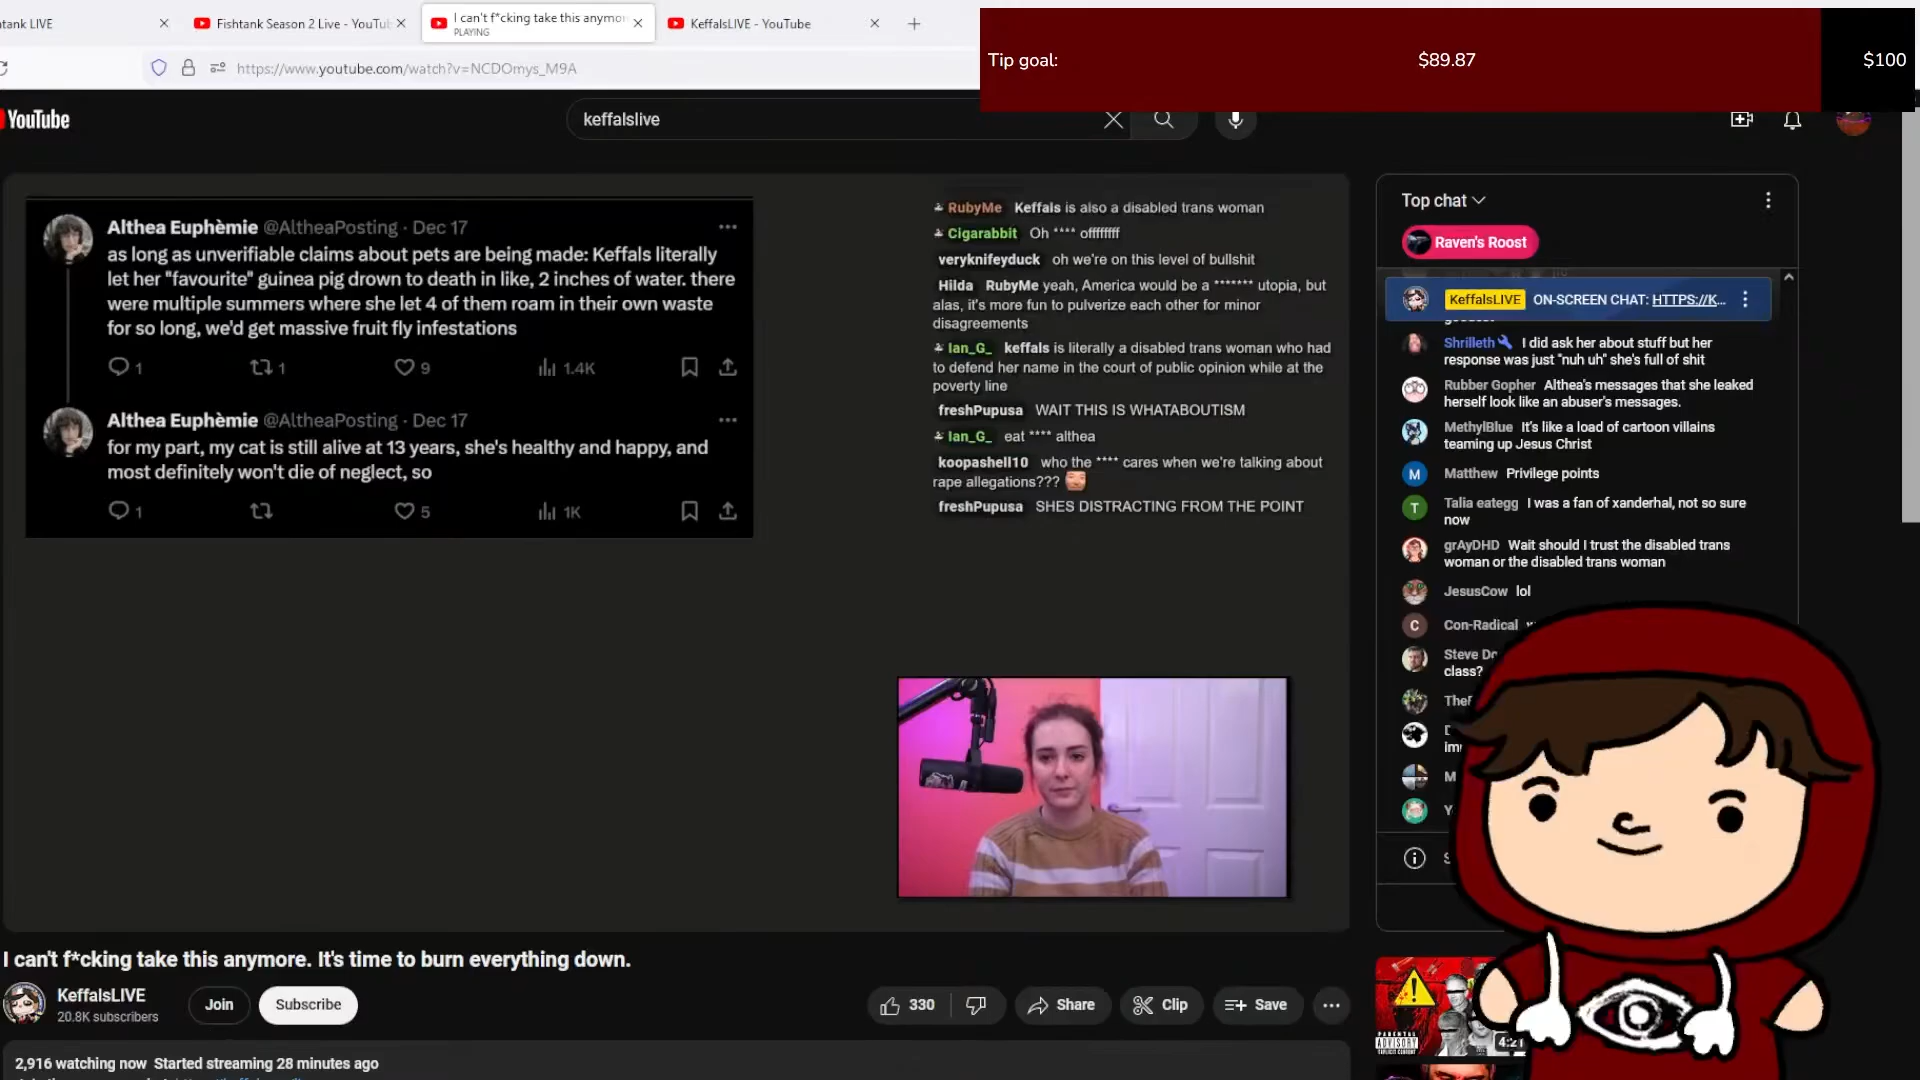 tank LIVE
Fishtank Season 2 Live - YouTu
I can't f*cking take this anymor
PLAYING
KeffalsLIVE - YouTube
https://www.youtube.com/watch?v=NCDOmys_M9A
Tip goal:
$89.87
$100
YouTube
keffalslive
Althea Euphèmie @AltheaPosting · Dec 17
as long as unverifiable claims about pets are being made: Keffals literally
let her "favourite" guinea pig drown to death in like, 2 inches of water. there
were multiple summers where she let 4 of them roam in their own waste
for so long, we'd get massive fruit fly infestations
1
1
9
1.4K
Althea Euphèmie @AltheaPosting · Dec 17
for my part, my cat is still alive at 13 years, she's healthy and happy, and
most definitely won't die of neglect, so
1
5
1K
RubyMe Keffals is also a disabled trans woman
Cigarabbit Oh **** offfffffff
veryknifeyduck oh we're on this level of bullshit
Hilda RubyMe yeah, America would be a ******* utopia, but
alas, it's more fun to pulverize each other for minor
disagreements
Ian_G_ keffals is literally a disabled trans woman who had
to defend her name in the court of public opinion while at the
poverty line
freshPupusa WAIT THIS IS WHATABOUTISM
Ian_G_ eat **** althea
koopashell10 who the **** cares when we're talking about
rape allegations???
freshPupusa SHES DISTRACTING FROM THE POINT
Top chat
Raven's Roost
KeffalsLIVE ON-SCREEN CHAT: HTTPS://K...
Shrilleth I did ask her about stuff but her
response was just "nuh uh" she's full of shit
Rubber Gopher Althea's messages that she leaked
herself look like an abuser's messages.
MethylBlue It's like a load of cartoon villains
teaming up Jesus Christ
M Matthew Privilege points
T Talia eategg I was a fan of xanderhal, not so sure
now
grAyDHD Wait should I trust the disabled trans
woman or the disabled trans woman
JesusCow lol
C Con-Radical
Steve Do
class?
I can't f*cking take this anymore. It's time to burn everything down.
KeffalsLIVE
20.8K subscribers
Join
Subscribe
330
Share
Clip
Save
PARENTAL
ADVISORY
EXPLICIT CONTENT
4:21
2,916 watching now Started streaming 28 minutes ago